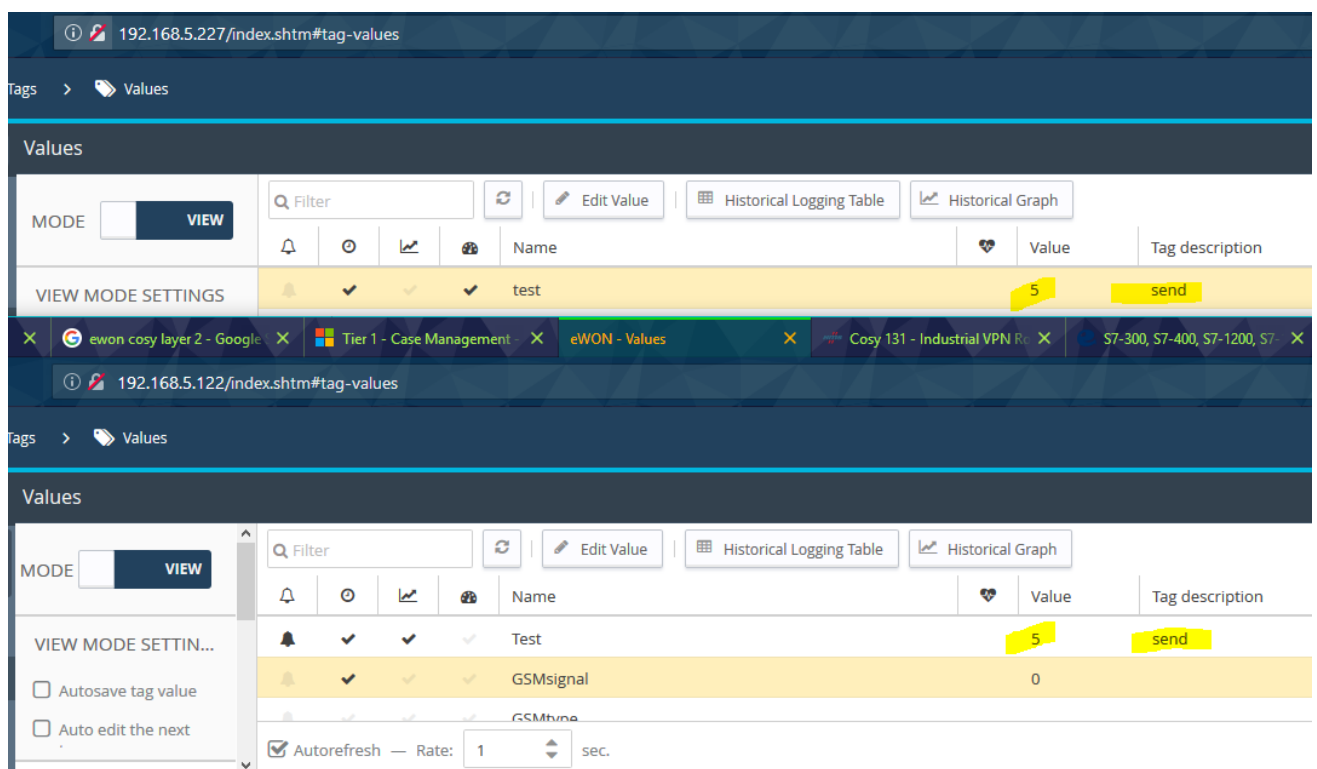 192.168.5.227/index.shtm#tag-values
Tags > Values
Values
MODE VIEW
Filter Edit Value Historical Logging Table Historical Graph
Name Value Tag description
VIEW MODE SETTINGS
test 5 send
ewon cosy layer 2 - Google Tier 1 - Case Management - eWON - Values Cosy 131 - Industrial VPN Ro S7-300, S7-400, S7-1200, S7-
192.168.5.122/index.shtm#tag-values
Tags > Values
Values
MODE VIEW
Filter Edit Value Historical Logging Table Historical Graph
Name Value Tag description
VIEW MODE SETTIN...
Test 5 send
Autosave tag value
GSMsignal 0
Auto edit the next
GSMtype
Autorefresh — Rate: 1 sec.